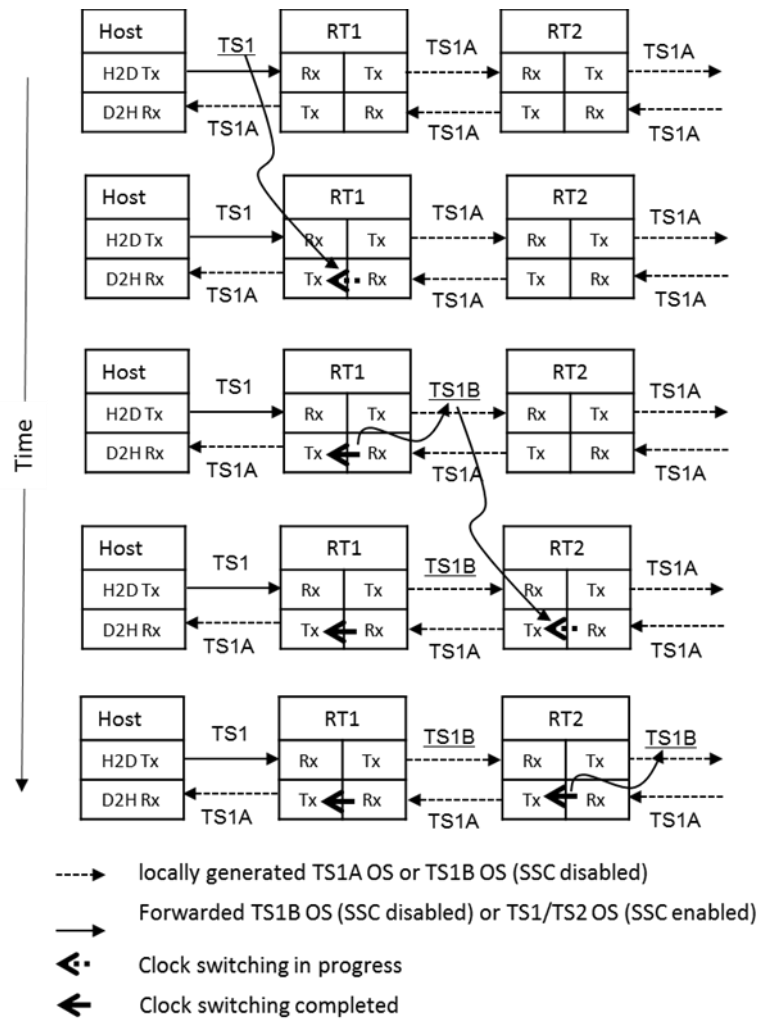 Time
Host TS1 RT1 TS1A RT2 TS1A
H2D Tx Rx Tx Rx Tx
D2H Rx TS1A Tx Rx TS1A Tx Rx TS1A
Host TS1 RT1 TS1A RT2 TS1A
H2D Tx Rx Tx Rx Tx
D2H Rx TS1A Tx Rx TS1A Tx Rx TS1A
Host TS1 RT1 TS1B RT2 TS1A
H2D Tx Rx Tx Rx Tx
D2H Rx TS1A Tx Rx TS1A Tx Rx TS1A
Host TS1 RT1 TS1B RT2 TS1A
H2D Tx Rx Tx Rx Tx
D2H Rx TS1A Tx Rx TS1A Tx Rx TS1A
Host TS1 RT1 TS1B RT2 TS1B
H2D Tx Rx Tx Rx Tx
D2H Rx TS1A Tx Rx TS1A Tx Rx TS1A
locally generated TS1A OS or TS1B OS (SSC disabled)
Forwarded TS1B OS (SSC disabled) or TS1/TS2 OS (SSC enabled)
Clock switching in progress
Clock switching completed